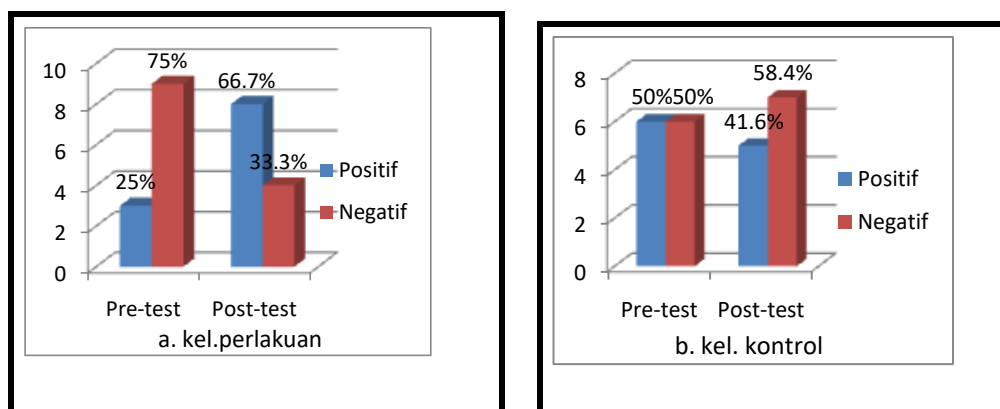 10
8
6
4
2
0
75%
66.7%
25%
33.3%
Positif
Negatif
Pre-test Post-test
a. kel.perlakuan
8
6
4
2
0
50%50%
58.4%
41.6%
Positif
Negatif
Pre-test Post-test
b. kel. kontrol